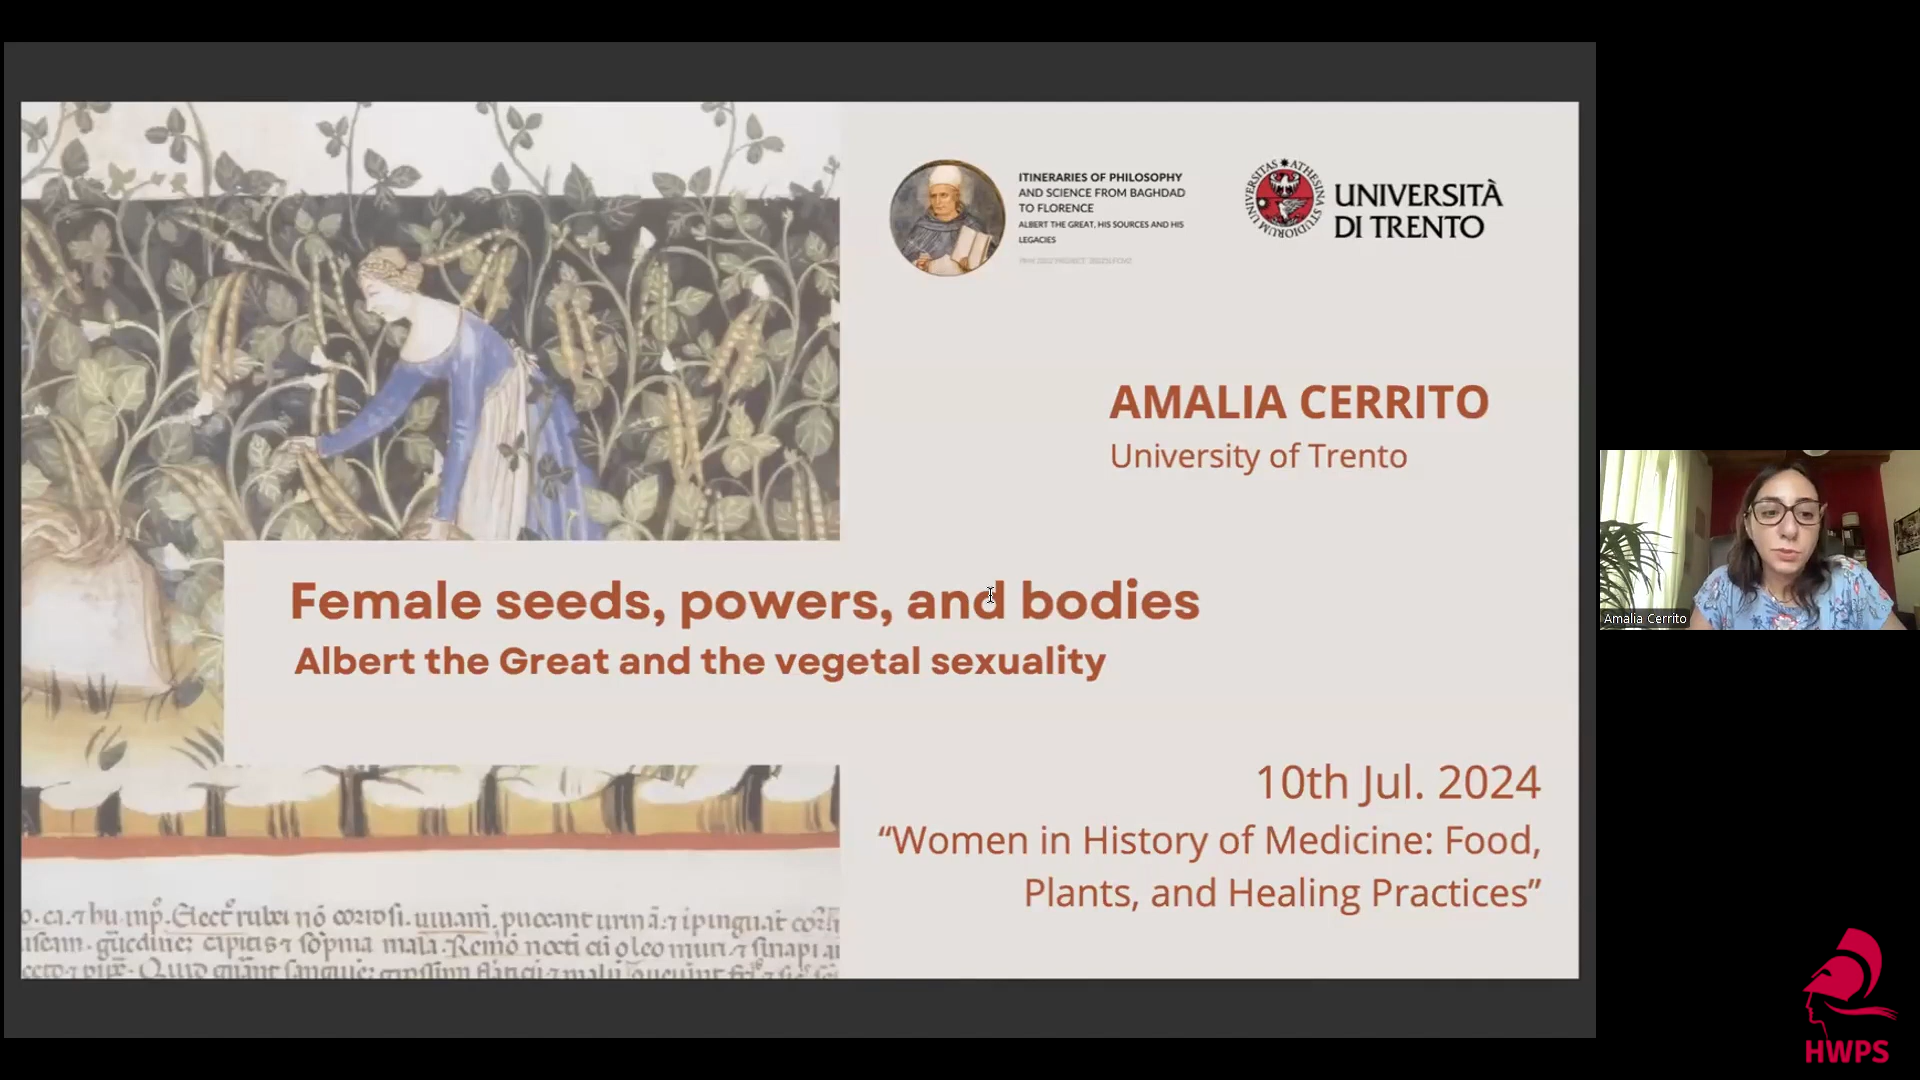 ITINERARIES OF PHILOSOPHY
AND SCIENCE FROM BAGHDAD
TO FLORENCE
ALBERT THE GREAT, HIS SOURCES AND HIS
LEGACIES
UNIVERSITÀ
DI TRENTO
AMALIA CERRITO
University of Trento
Amalia Cerrito
Female seeds, powers, and bodies
Albert the Great and the vegetal sexuality
10th Jul. 2024
“Women in History of Medicine: Food,
Plants, and Healing Practices”
HWPS